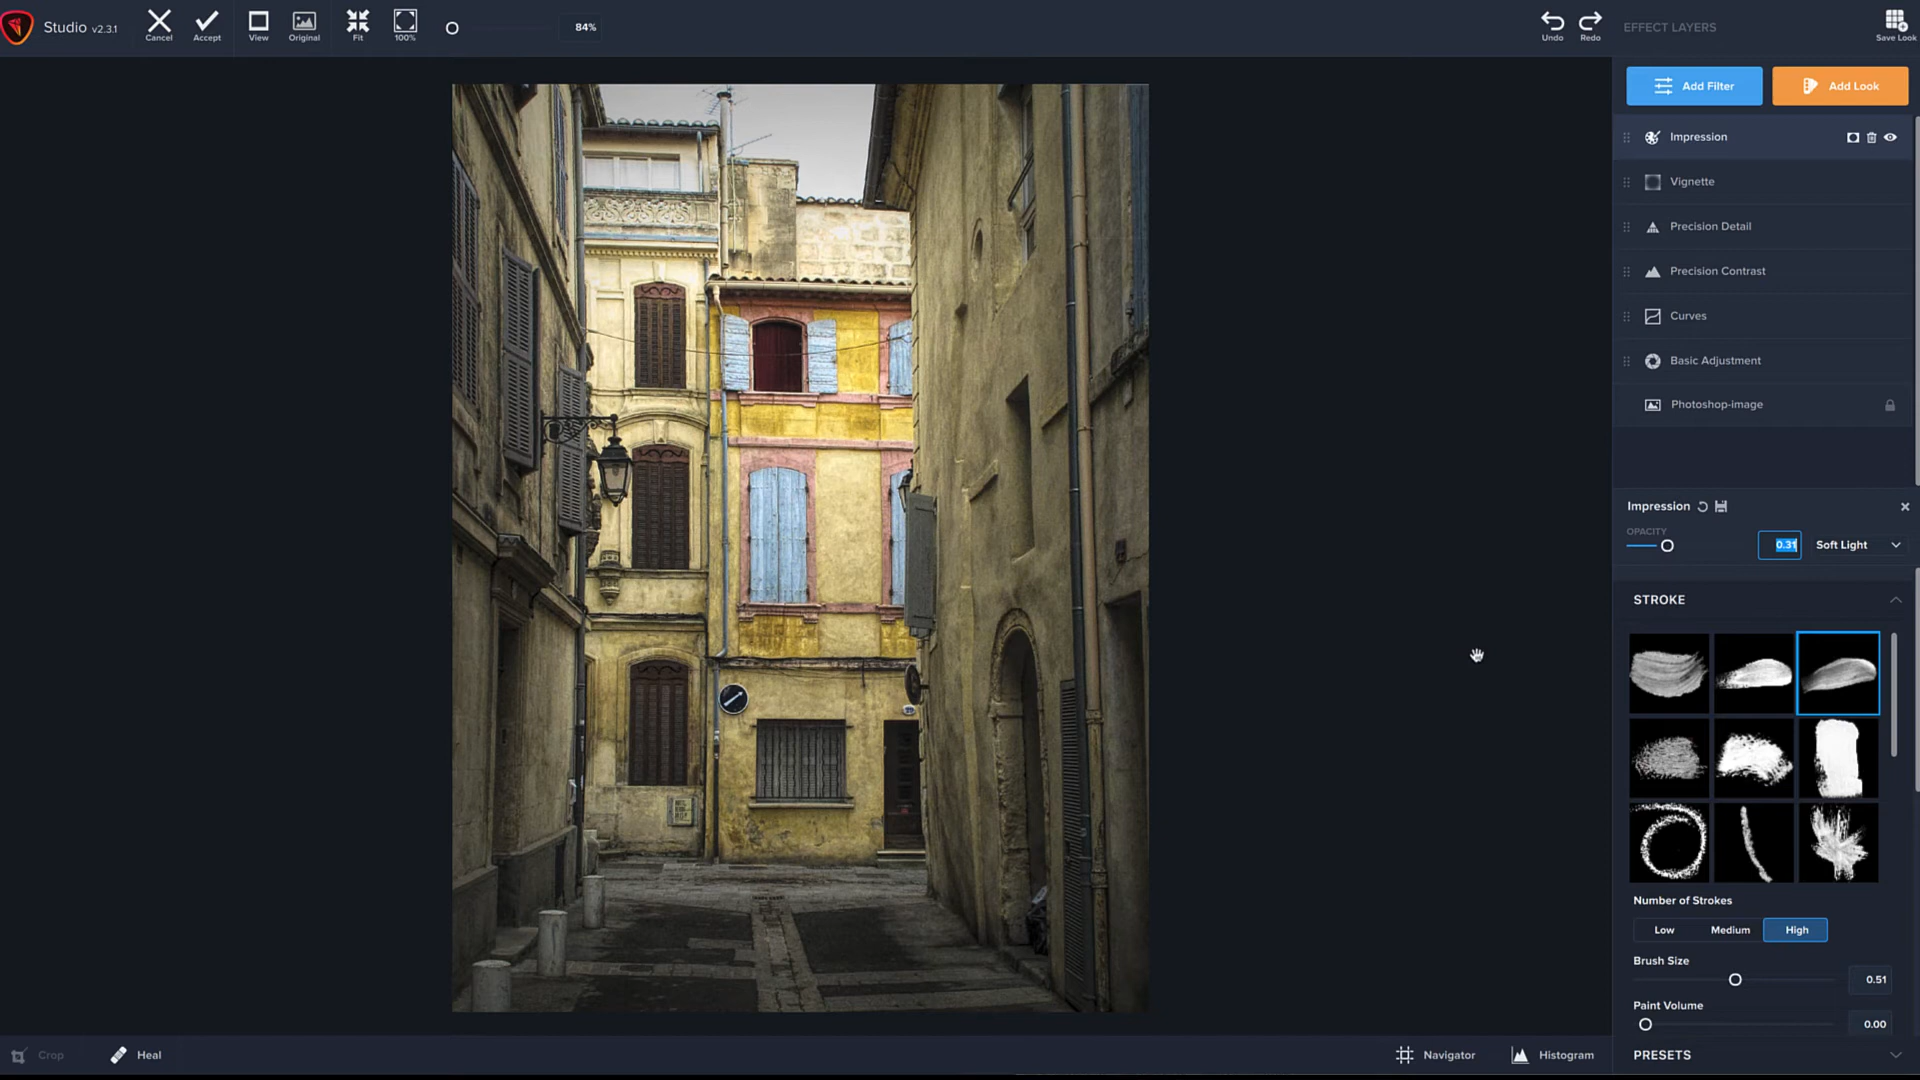 Studio v2.3.1
Cancel
Accept
View
Original
Fit
100%
84%
Undo
Redo
EFFECT LAYERS
Save Look
Add Filter
Add Look
Impression
Vignette
Precision Detail
Precision Contrast
Curves
Basic Adjustment
Photoshop-image
Impression
OPACITY
0.31
Soft Light
STROKE
Number of Strokes
Low
Medium
High
Brush Size
0.51
Paint Volume
0.00
Crop
Heal
Navigator
Histogram
PRESETS